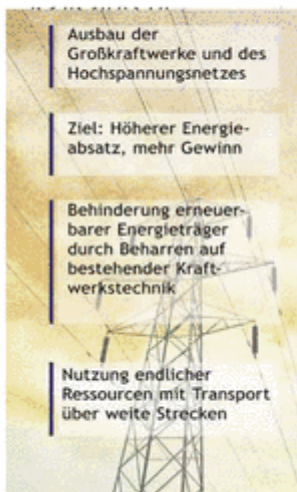 Ausbau der
Großkraftwerke und des
Hochspannungsnetzes
Ziel: Höherer Energie-
absatz, mehr Gewinn
Behinderung erneuer-
barer Energieträger
durch Beharren auf
bestehender Kraft-
werkstechnik
Nutzung endlicher
Ressourcen mit Transport
über weite Strecken